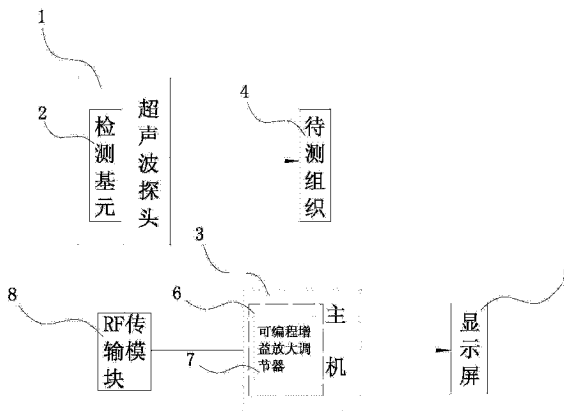 1
2
检测基元
超声波探头
4
待测组织
3
8
RF传
输模
块
6
可编程增
益放大调
节器
7
主机
显示屏